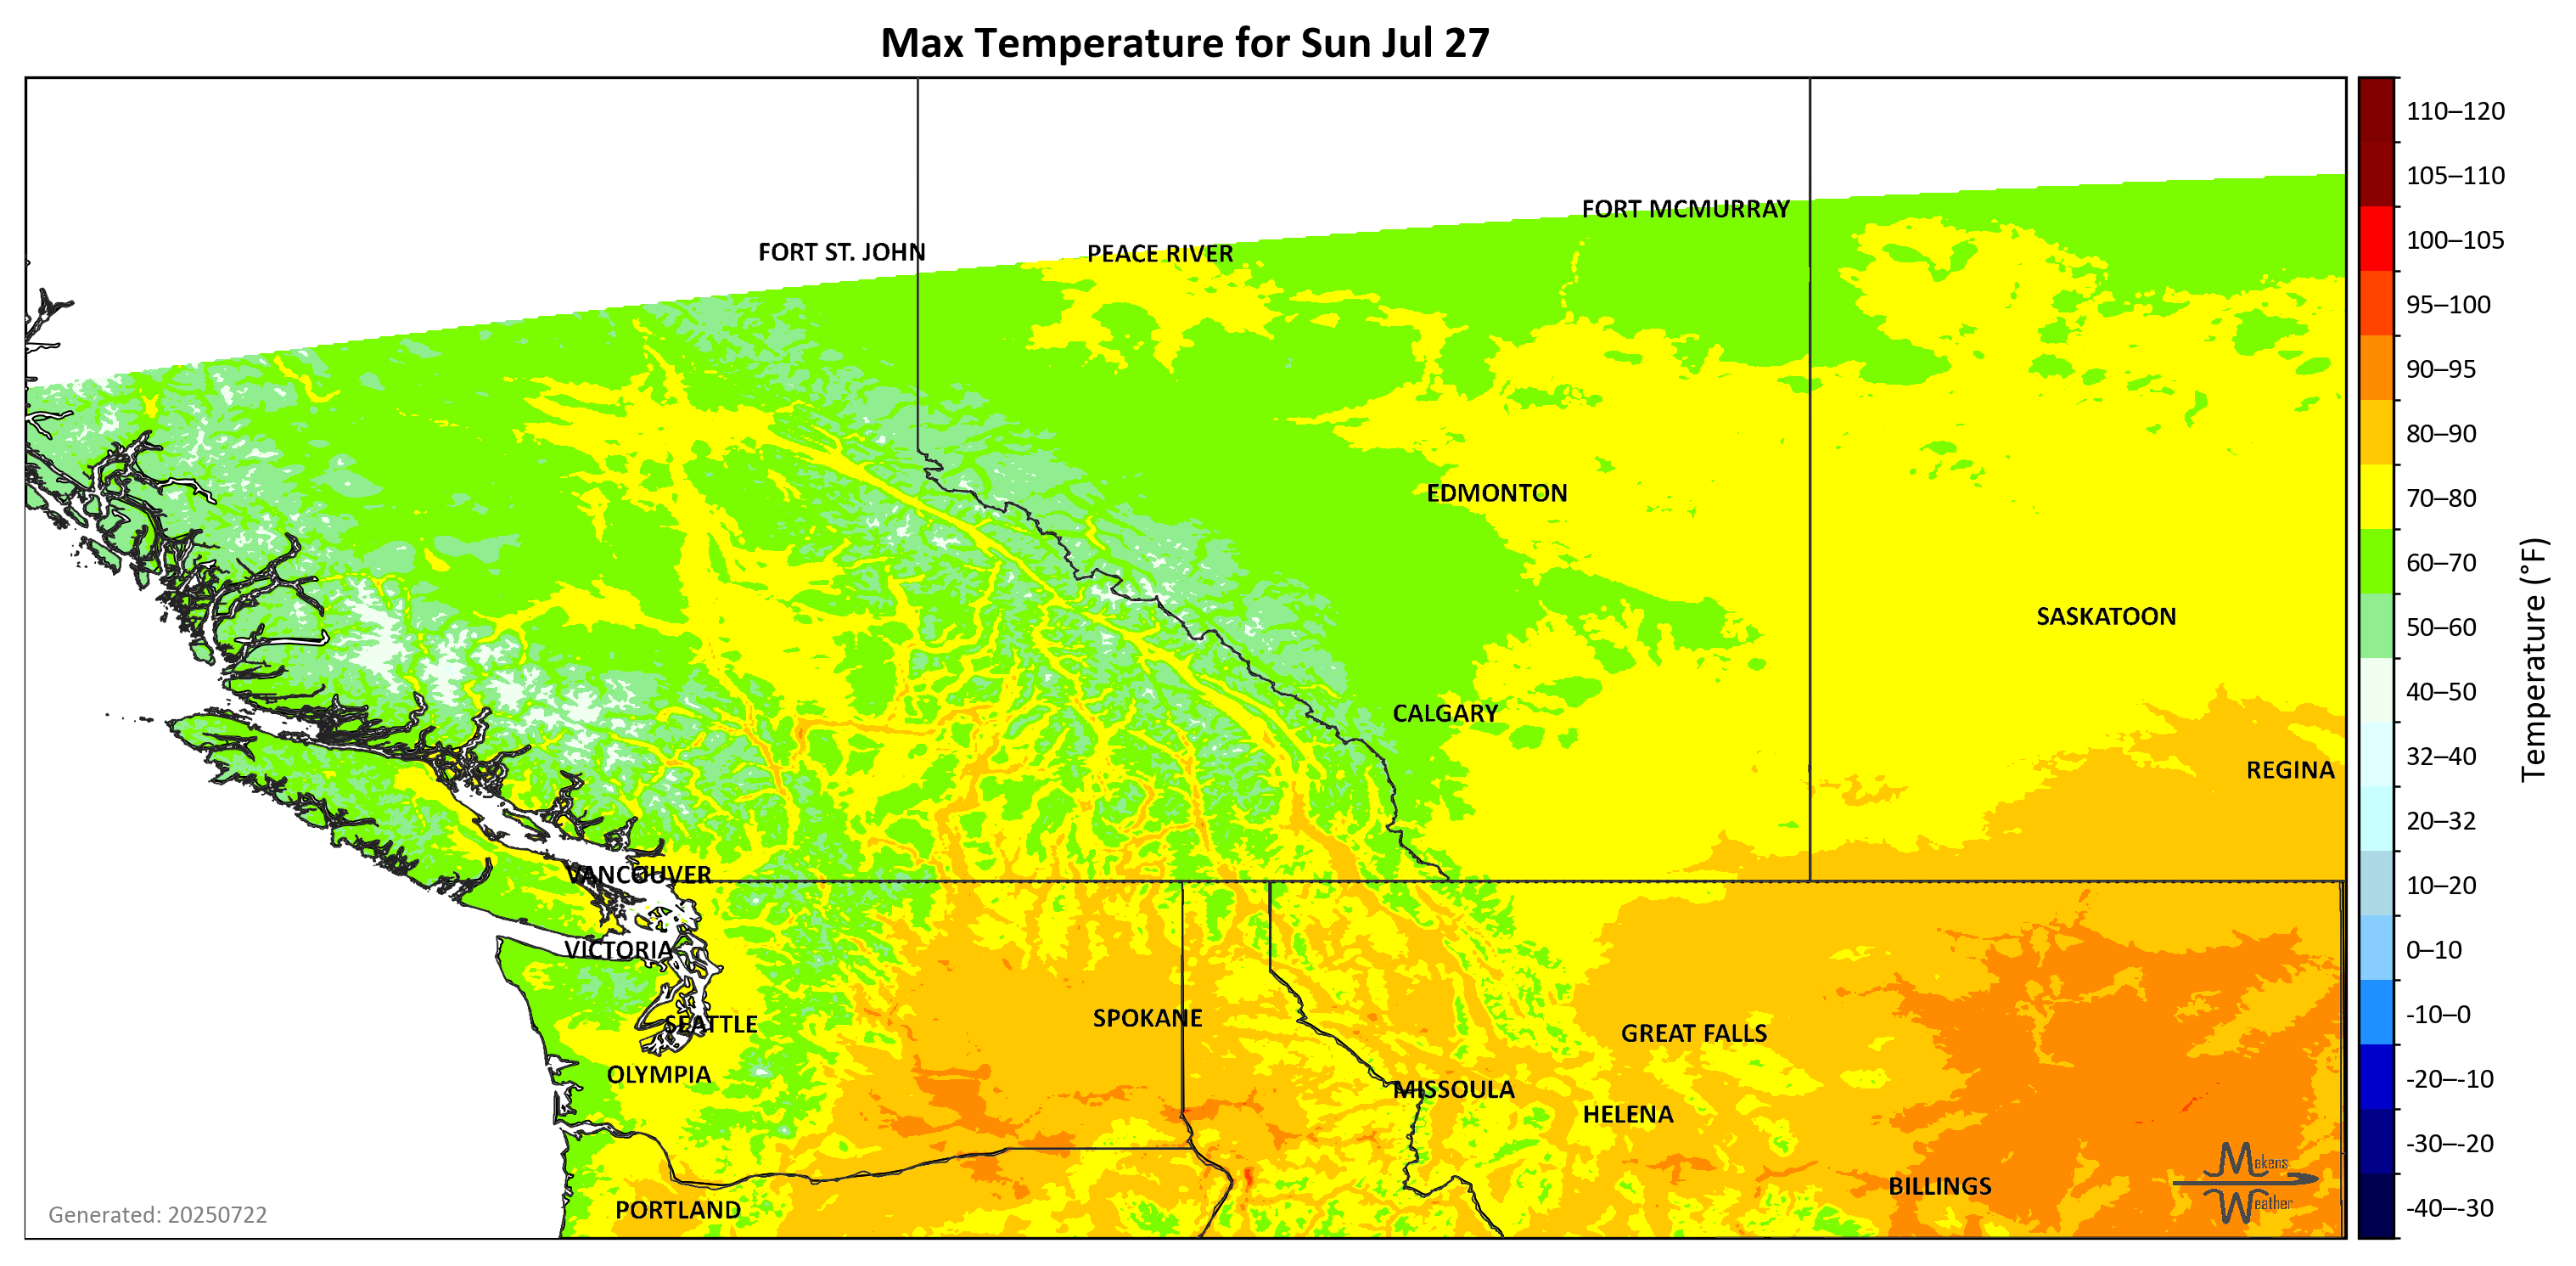 Max Temperature for Sun Jul 27
110–120
105–110
FORT MCMURRAY
100–105
FORT ST. JOHN
PEACE RIVER
95–100
90–95
80–90
EDMONTON
70–80
60–70
SASKATOON
50–60
40–50
CALGARY
Temperature (°F)
32–40
REGINA
20–32
VANCOUVER
10–20
VICTORIA
0–10
SPOKANE
-10–0
SEATTLE
GREAT FALLS
OLYMPIA
-20–-10
MISSOULA
HELENA
-30–-20
Makens
BILLINGS
Weather
PORTLAND
-40–-30
Generated: 20250722